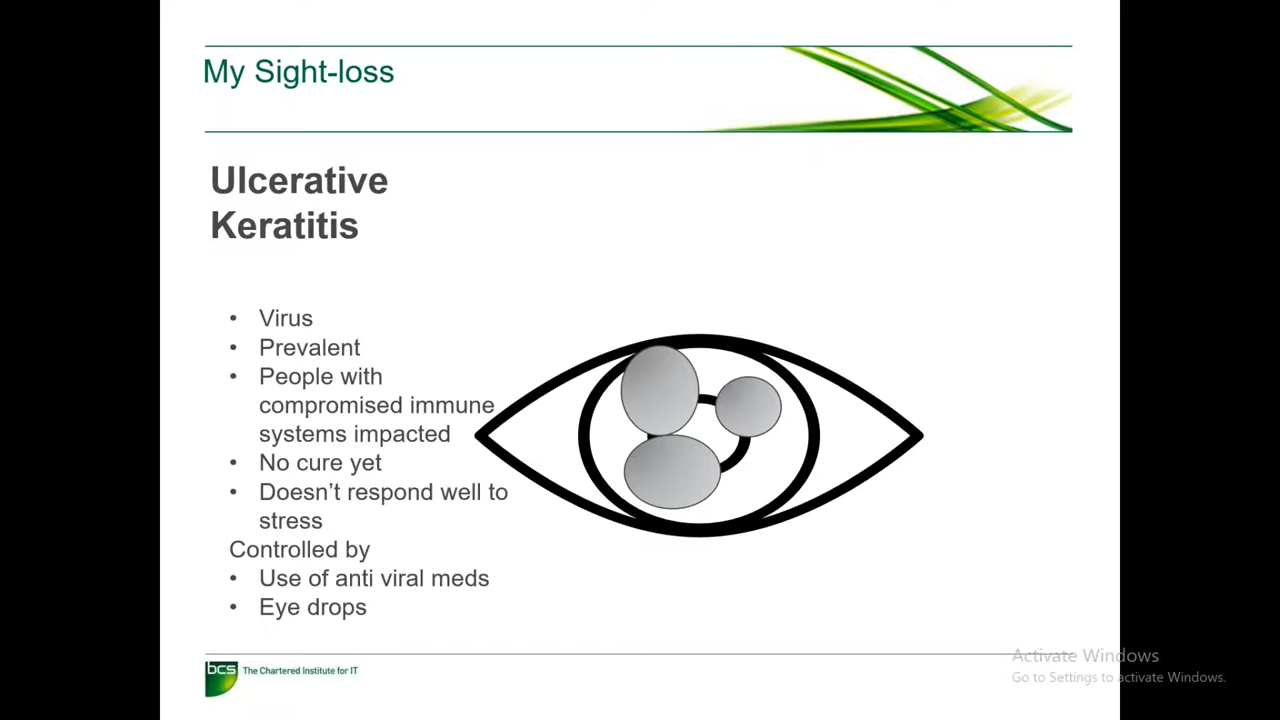 My Sight-loss
Ulcerative
Keratitis
• Virus
• Prevalent
• People with
compromised immune
systems impacted
• No cure yet
• Doesn’t respond well to
stress
Controlled by
• Use of anti viral meds
• Eye drops
bcs The Chartered Institute for IT
Activate Windows
Go to Settings to activate Windows.